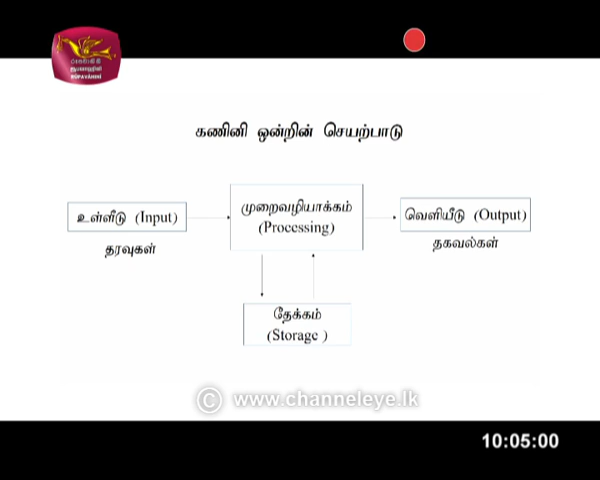 RUPAVAHINI
கணினி ஒன்றின் செயற்பாடு
உள்ளீடு (Input)
தரவுகள்
முறைவழியாக்கம்
(Processing)
வெளியீடு (Output)
தகவல்கள்
தேக்கம்
(Storage )
© www.channeleye.lk
10:05:00